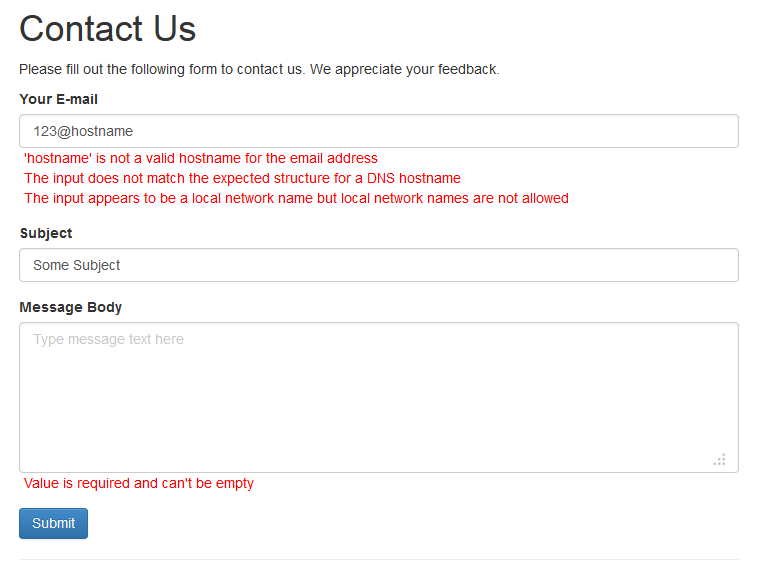 Contact Us
Please fill out the following form to contact us. We appreciate your feedback.
Your E-mail
123@hostname
'hostname' is not a valid hostname for the email address
The input does not match the expected structure for a DNS hostname
The input appears to be a local network name but local network names are not allowed
Subject
Some Subject
Message Body
Type message text here
Value is required and can't be empty
Submit